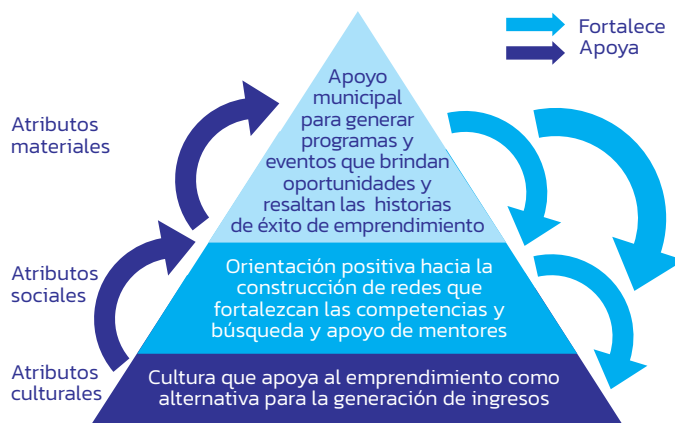 Fortalece
Apoya
Atributos
materiales
Apoyo
municipal
para generar
programas y
eventos que brindan
oportunidades y
resaltan las historias
de éxito de emprendimiento
Atributos
sociales
Orientación positiva hacia la
construcción de redes que
fortalezcan las competencias y
búsqueda y apoyo de mentores
Atributos
culturales
Cultura que apoya al emprendimiento como
alternativa para la generación de ingresos